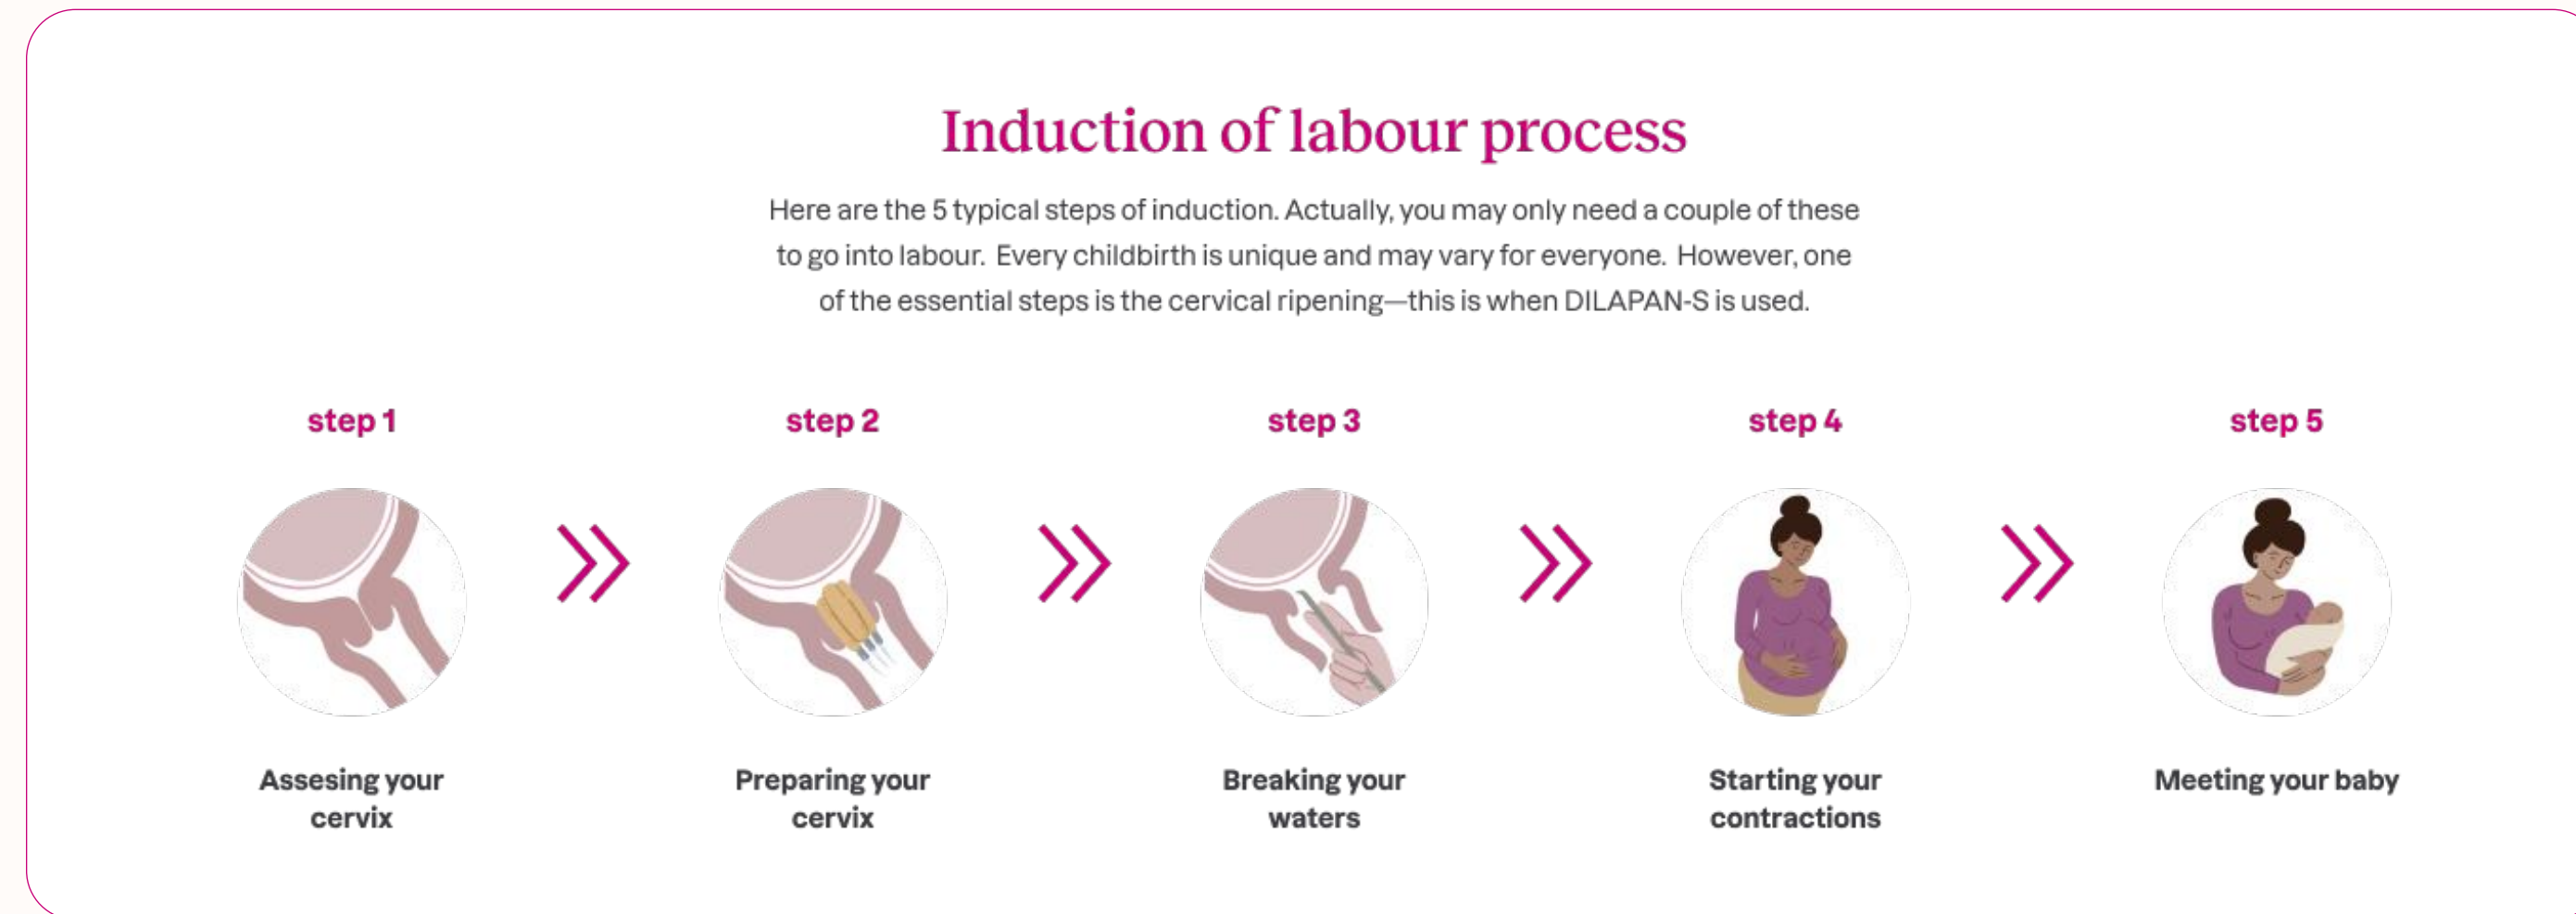 Induction of labour process
Here are the 5 typical steps of induction. Actually, you may only need a couple of these
to go into labour. Every childbirth is unique and may vary for everyone. However, one
of the essential steps is the cervical ripening—this is when DILAPAN-S is used.
step 1
step 2
step 3
step 4
step 5
Assesing your
cervix
Preparing your
cervix
Breaking your
waters
Starting your
contractions
Meeting your baby